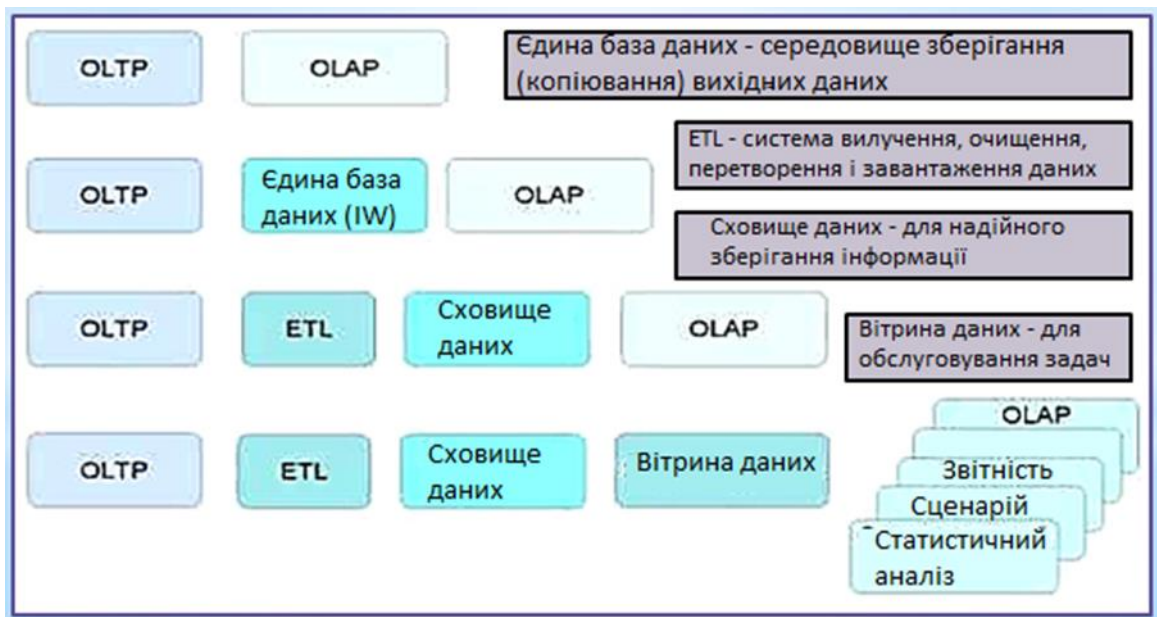 OLTP
OLAP
Єдина база даних - середовище зберігання
(копіювання) вихідних даних
ETL - система вилучення, очищення,
перетворення і завантаження даних
OLTP
Єдина база
даних (IW)
OLAP
Сховище даних - для надійного
зберігання інформації
OLTP
ETL
Сховище
даних
OLAP
Вітрина даних - для
обслуговування задач
OLTP
ETL
Сховище
даних
Вітрина даних
OLAP
Звітність
Сценарій
Статистичний
аналіз